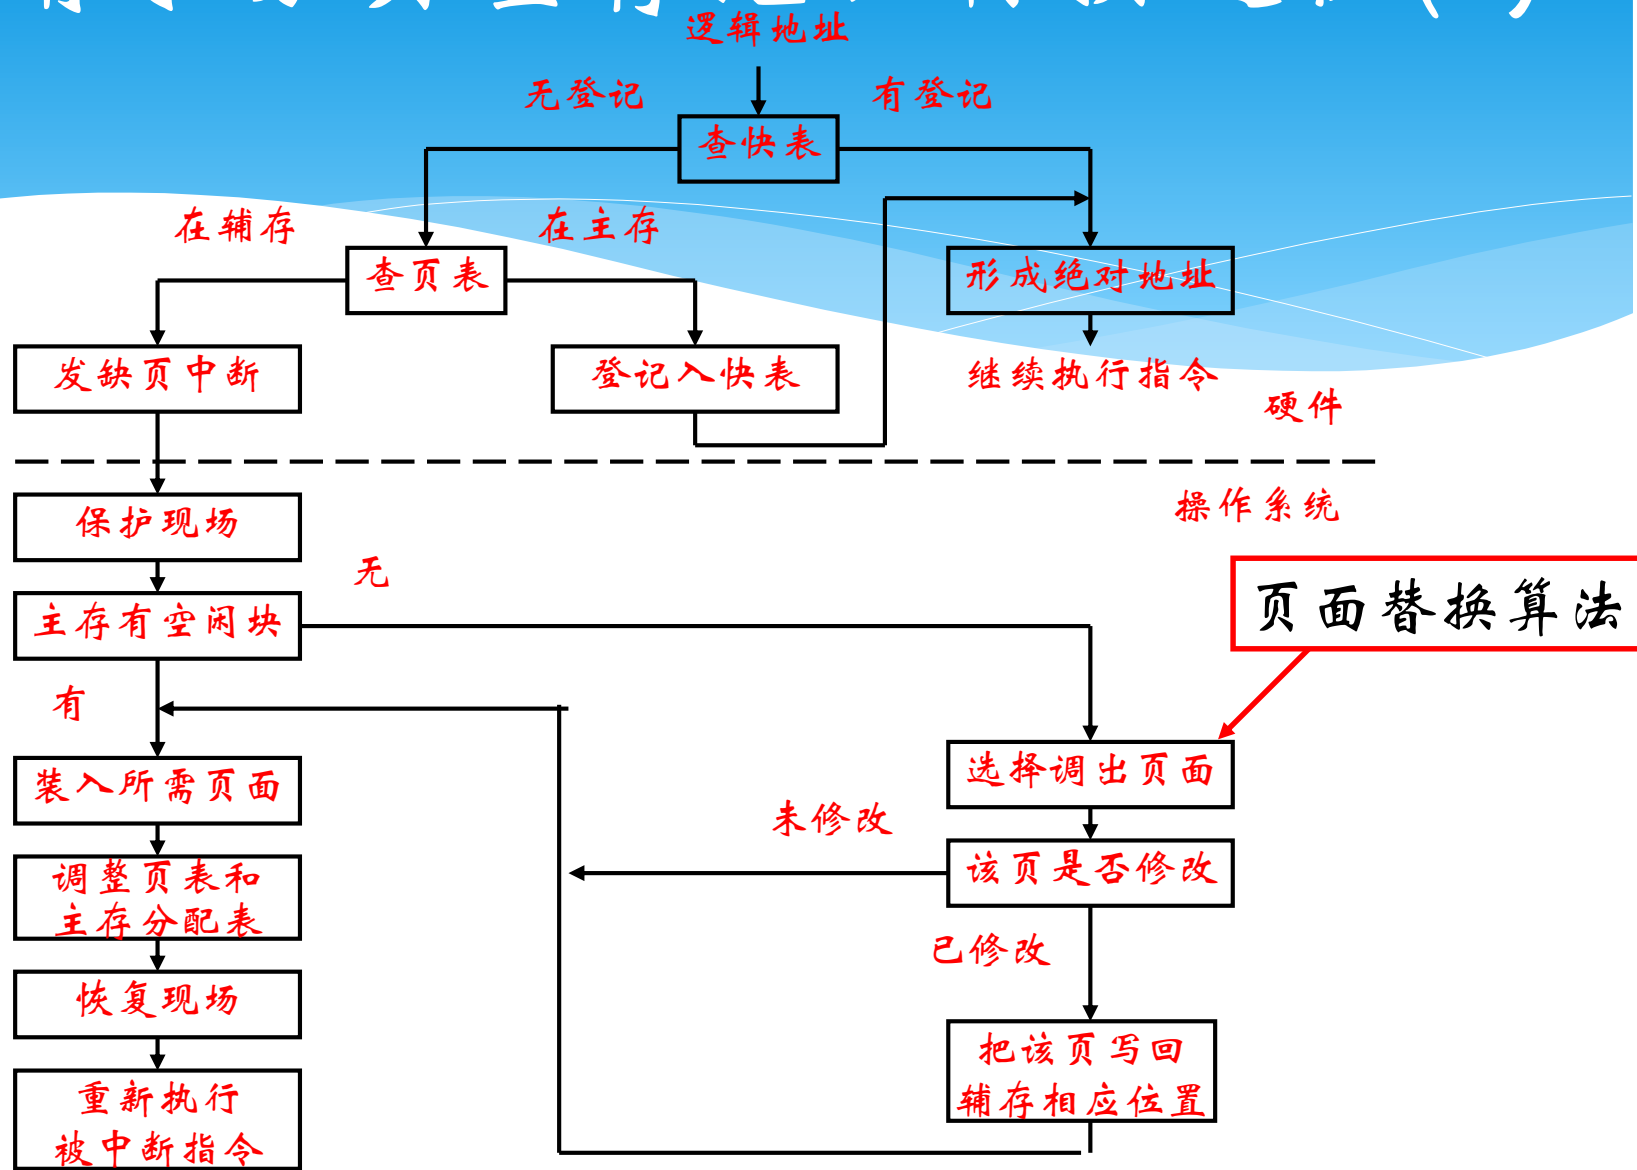 逻辑地址
无登记
有登记
查快表
在辅存
在主存
查页表
形成绝对地址
发缺页中断
登记入快表
继续执行指令
硬件
操作系统
保护现场
无
主存有空闲块
页面替换算法
有
选择调出页面
装入所需页面
未修改
该页是否修改
调整页表和
主存分配表
已修改
恢复现场
把该页写回
辅存相应位置
重新执行
被中断指令